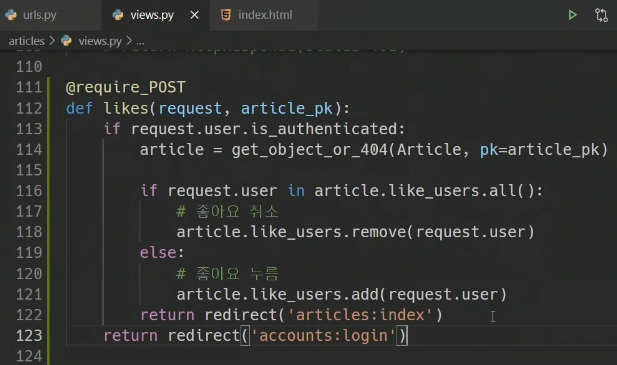 urls.py
views.py
index.html
articles > views.py > ...
110
111 @require_POST
112 def likes(request, article_pk):
113 if request.user.is_authenticated:
114 article = get_object_or_404(Article, pk=article_pk)
115
116 if request.user in article.like_users.all():
117 # 좋아요 취소
118 article.like_users.remove(request.user)
119 else:
120 # 좋아요 누름
121 article.like_users.add(request.user)
122 return redirect('articles:index')
123 return redirect('accounts:login')
124